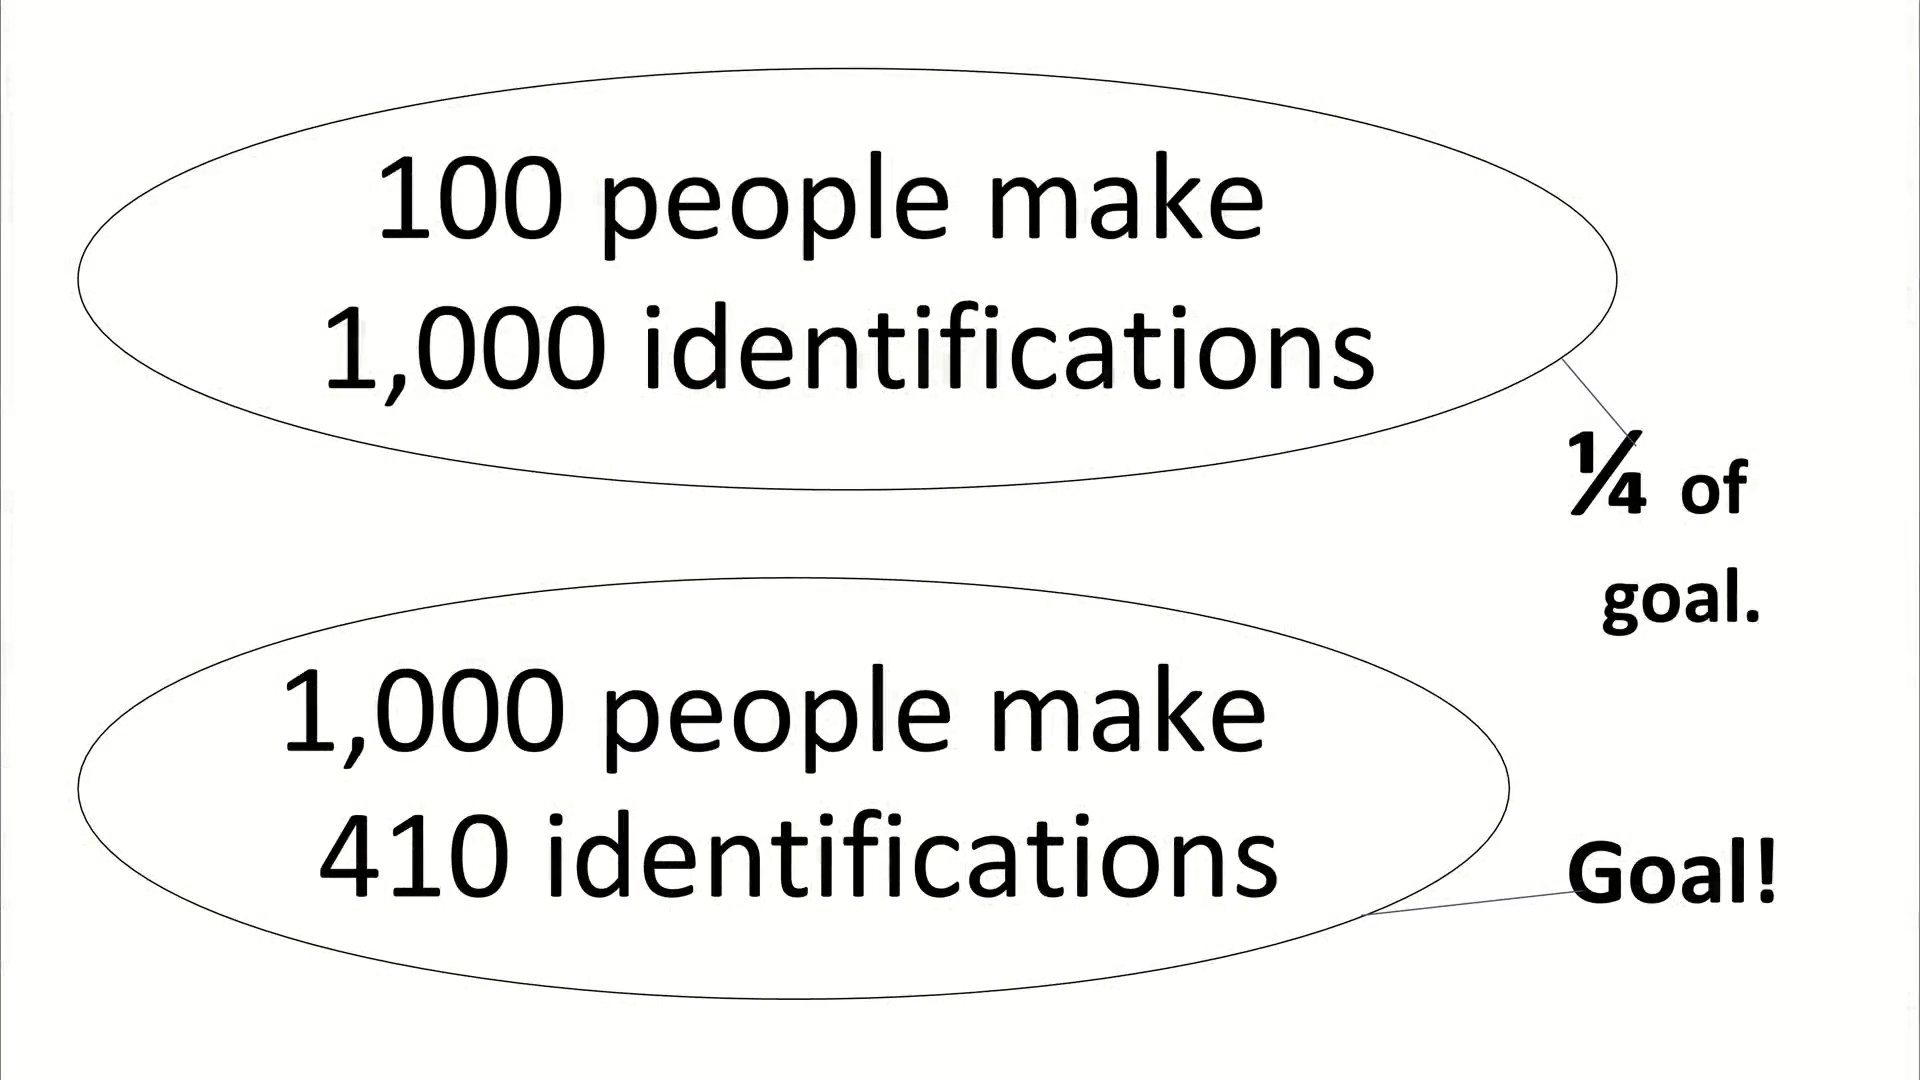 100 people make
1,000 identifications
¼ of
goal.
1,000 people make
410 identifications
Goal!